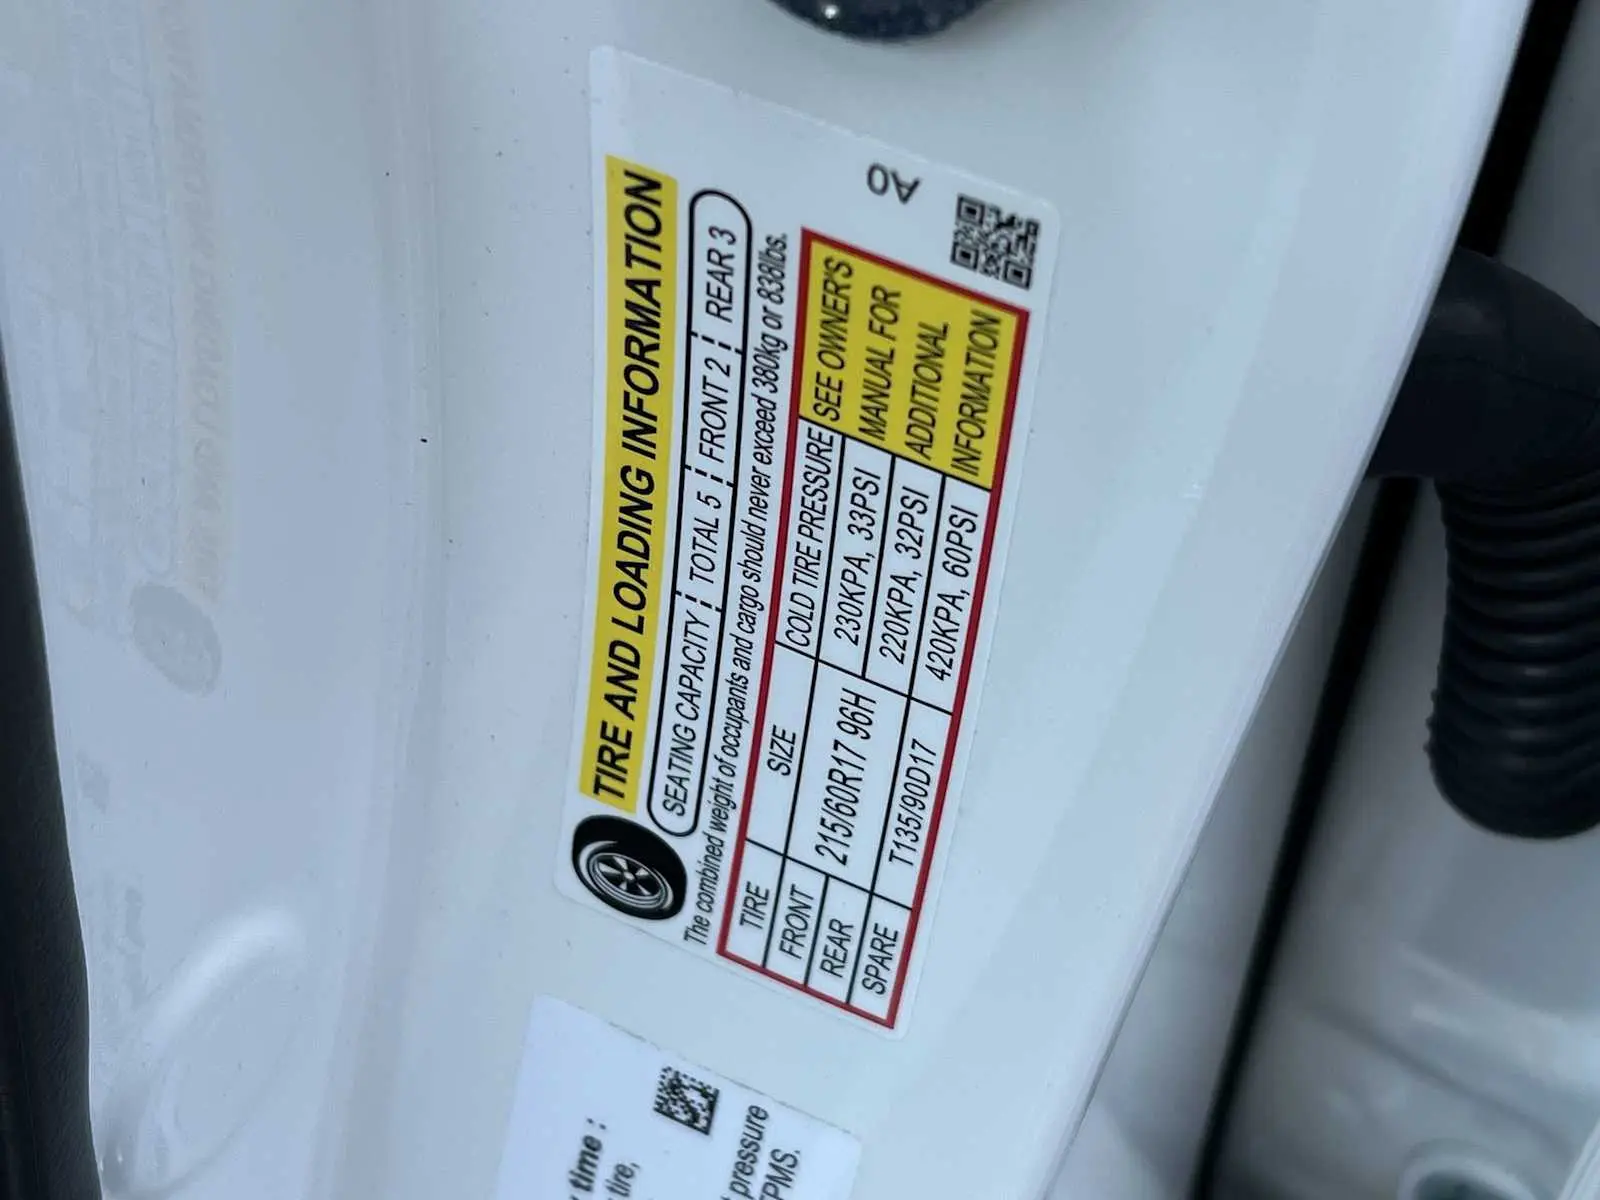 TIRE AND LOADING INFORMATION
SEATING CAPACITY TOTAL 5 FRONT 2 REAR 3
The combined weight of occupants and cargo should never exceed 380kg or 838lbs.
TIRE SIZE COLD TIRE PRESSURE
FRONT 215/60R17 96H 230KPA, 33PSI
REAR 220KPA, 32PSI
SPARE T135/90D17 420KPA, 60PSI
SEE OWNER'S
MANUAL FOR
ADDITIONAL
INFORMATION
A0
time :
tire,
pressure
TPMS.